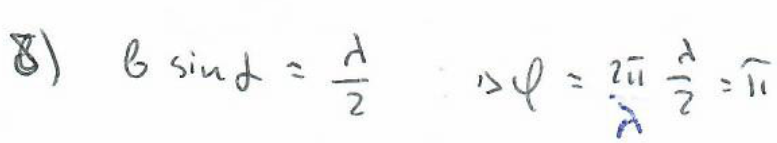 8) b sin α = λ/2 ⇒ φ = 2π/λ λ/2 = π